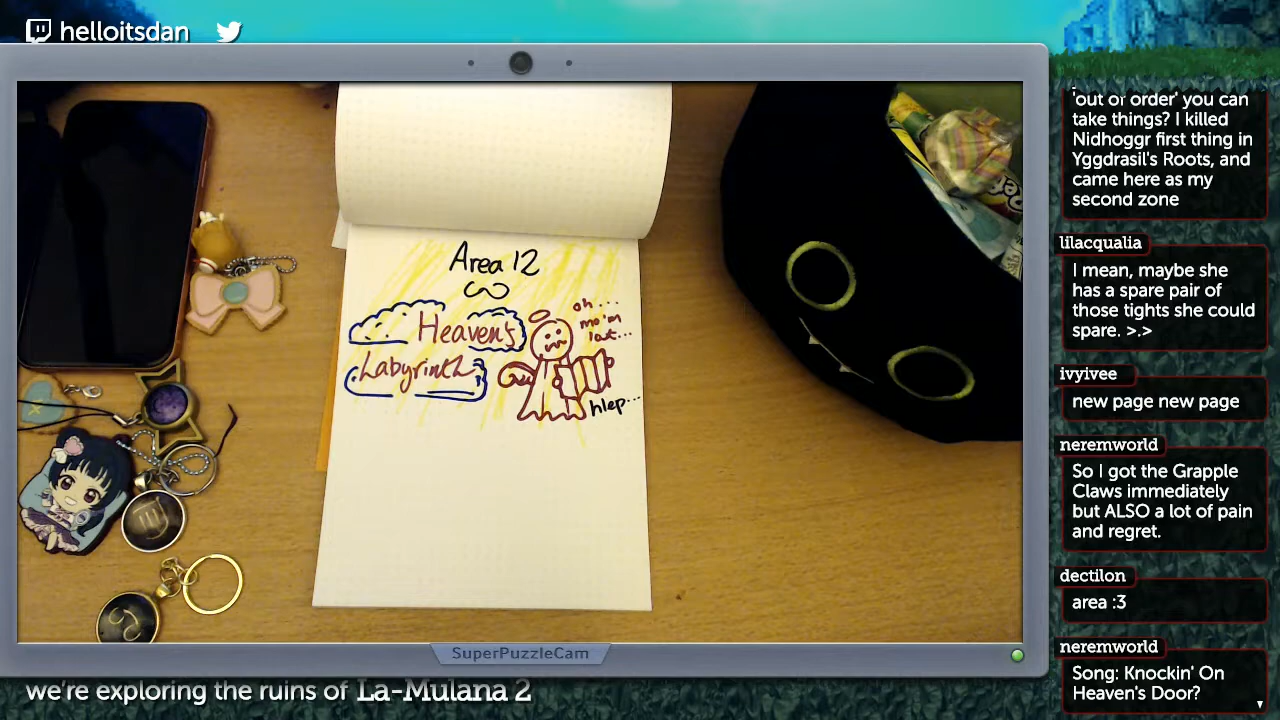 helloitsdan
'out of order' you can
take things? I killed
Nidhoggr first thing in
Yggdrasil's Roots, and
came here as my
second zone
lilacqualia
I mean, maybe she
has a spare pair of
those tights she could
spare. >.>
ivyivee
new page new page
neremworld
So I got the Grapple
Claws immediately
but ALSO a lot of pain
and regret.
dectilon
area :3
neremworld
Song: Knockin' On
Heaven's Door?
Area 12
Heaven's
Labyrinth
oh...
ma'm
lat...
hlep...
SuperPuzzleCam
we're exploring the ruins of La-Mulana 2